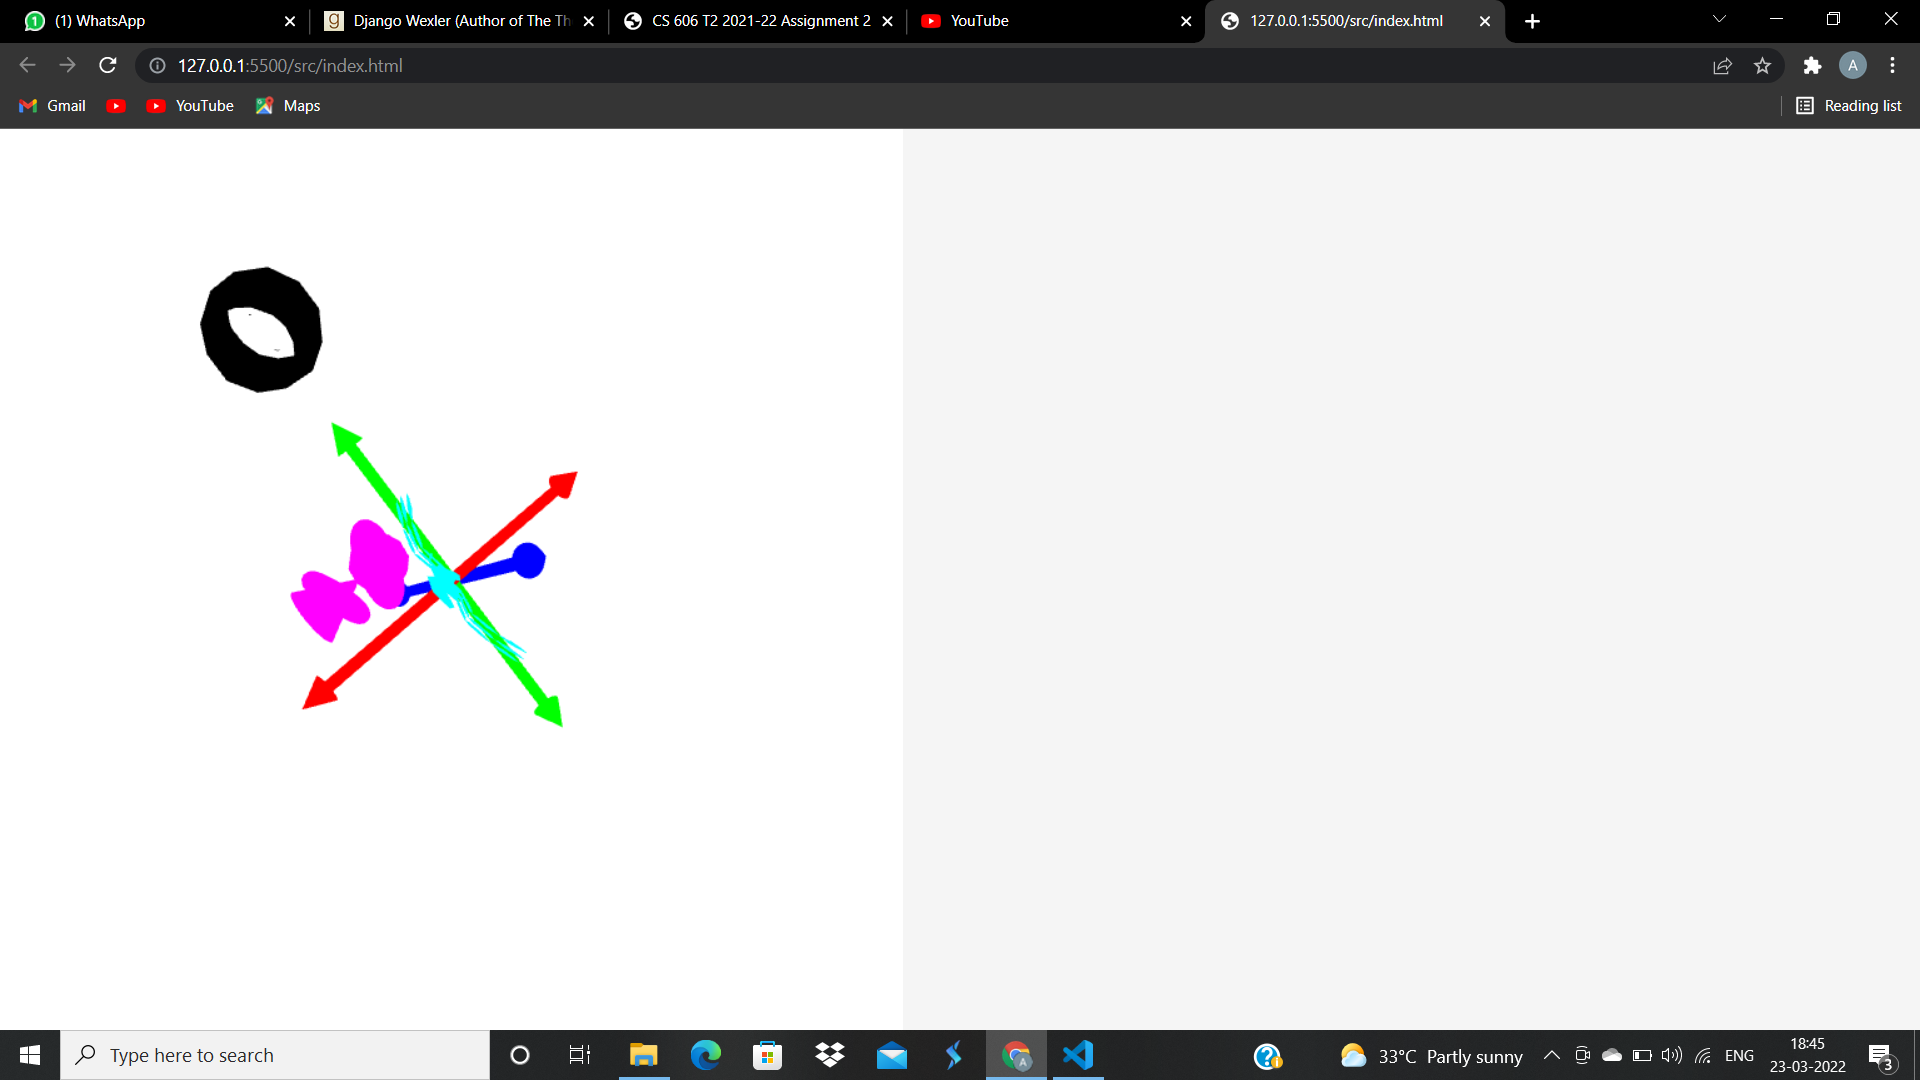 (1) WhatsApp
Django Wexler (Author of The Th
CS 606 T2 2021-22 Assignment 2
YouTube
127.0.0.1:5500/src/index.html
127.0.0.1:5500/src/index.html
A
Gmail
YouTube
Maps
Reading list
Type here to search
33°C Partly sunny
ENG
18:45
23-03-2022
3